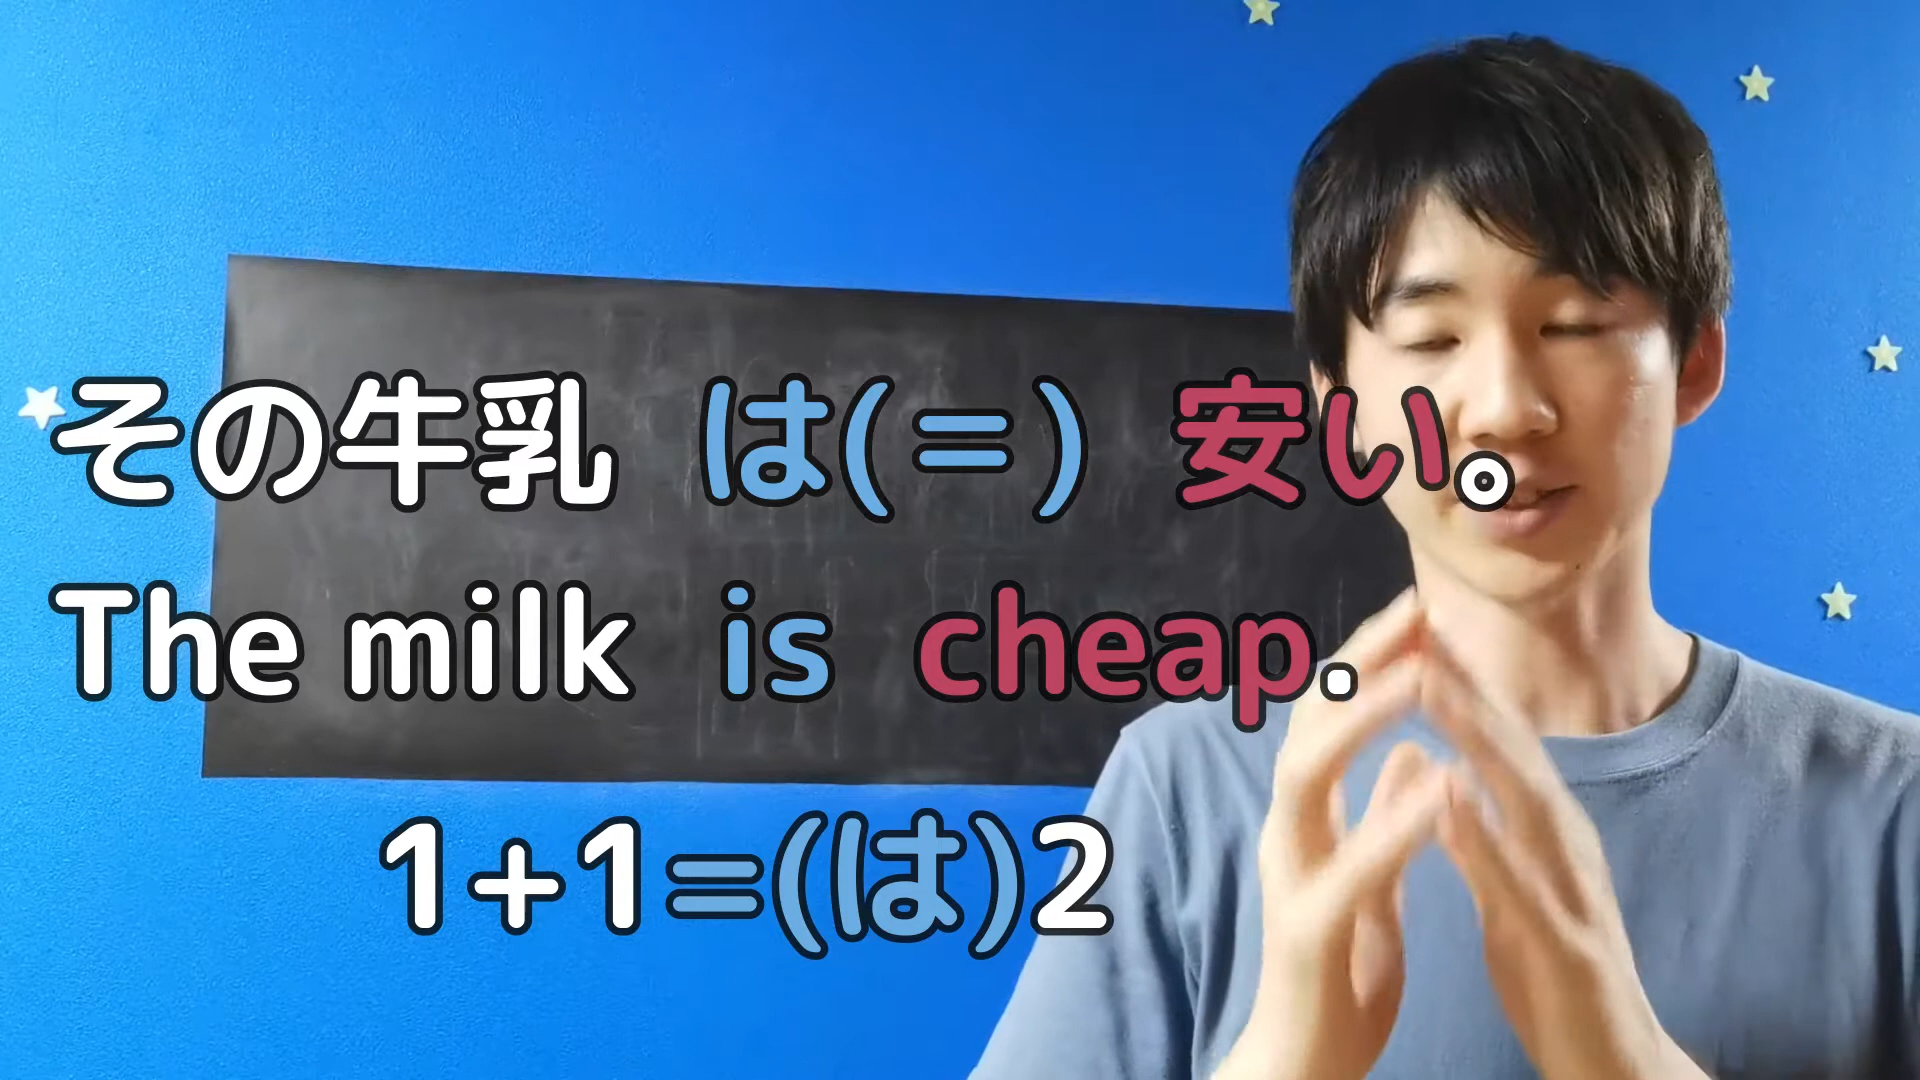 その牛乳 は(=) 安い。
The milk is cheap.
1+1=(は)2